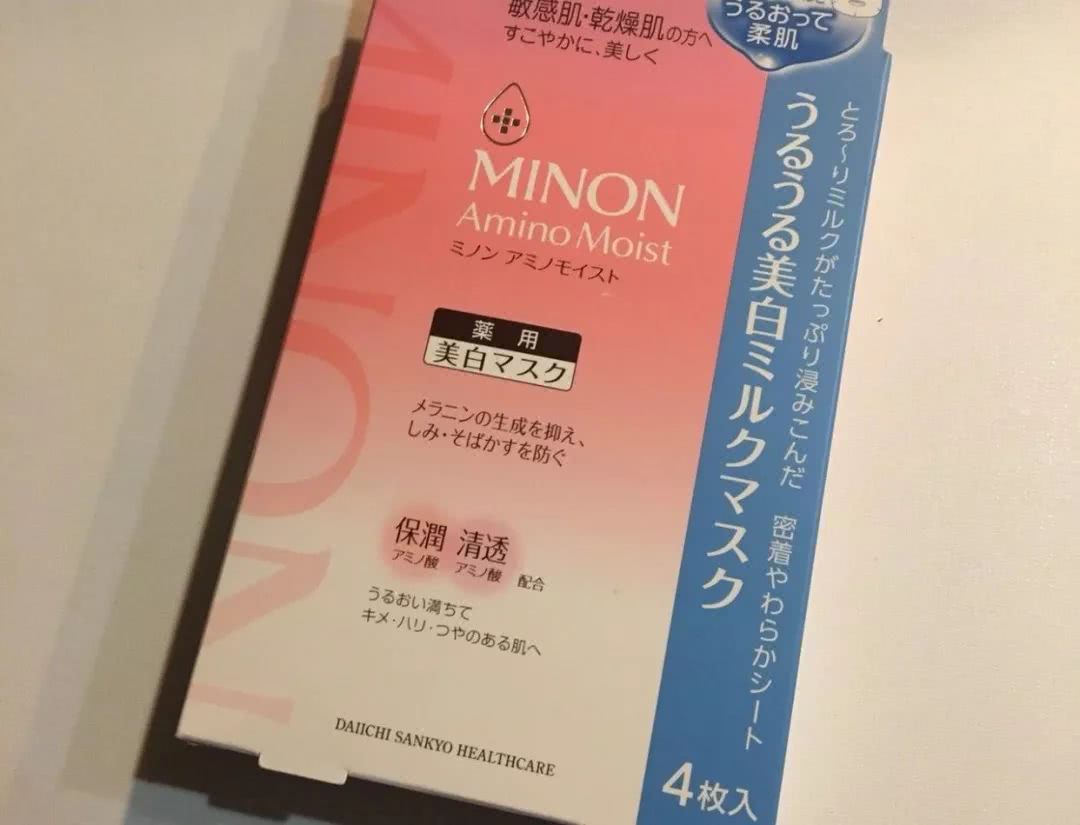 敏感肌・乾燥肌の方へ
すこやかに、美しく
MINON
MINON
Amino Moist
ミノン アミノモイスト
薬用
美白マスク
メラニンの生成を抑え、
しみ・そばかすを防ぐ
保潤 清透
アミノ酸 アミノ酸 配合
うるおい満ちて
キメ・ハリ・つやのある肌へ
DAIICHI SANKYO HEALTHCARE
うるおって
柔肌
とろ~りミルクがたっぷり浸みこんだ 密着やわらかシート
うるうる美白ミルクマスク
4枚入